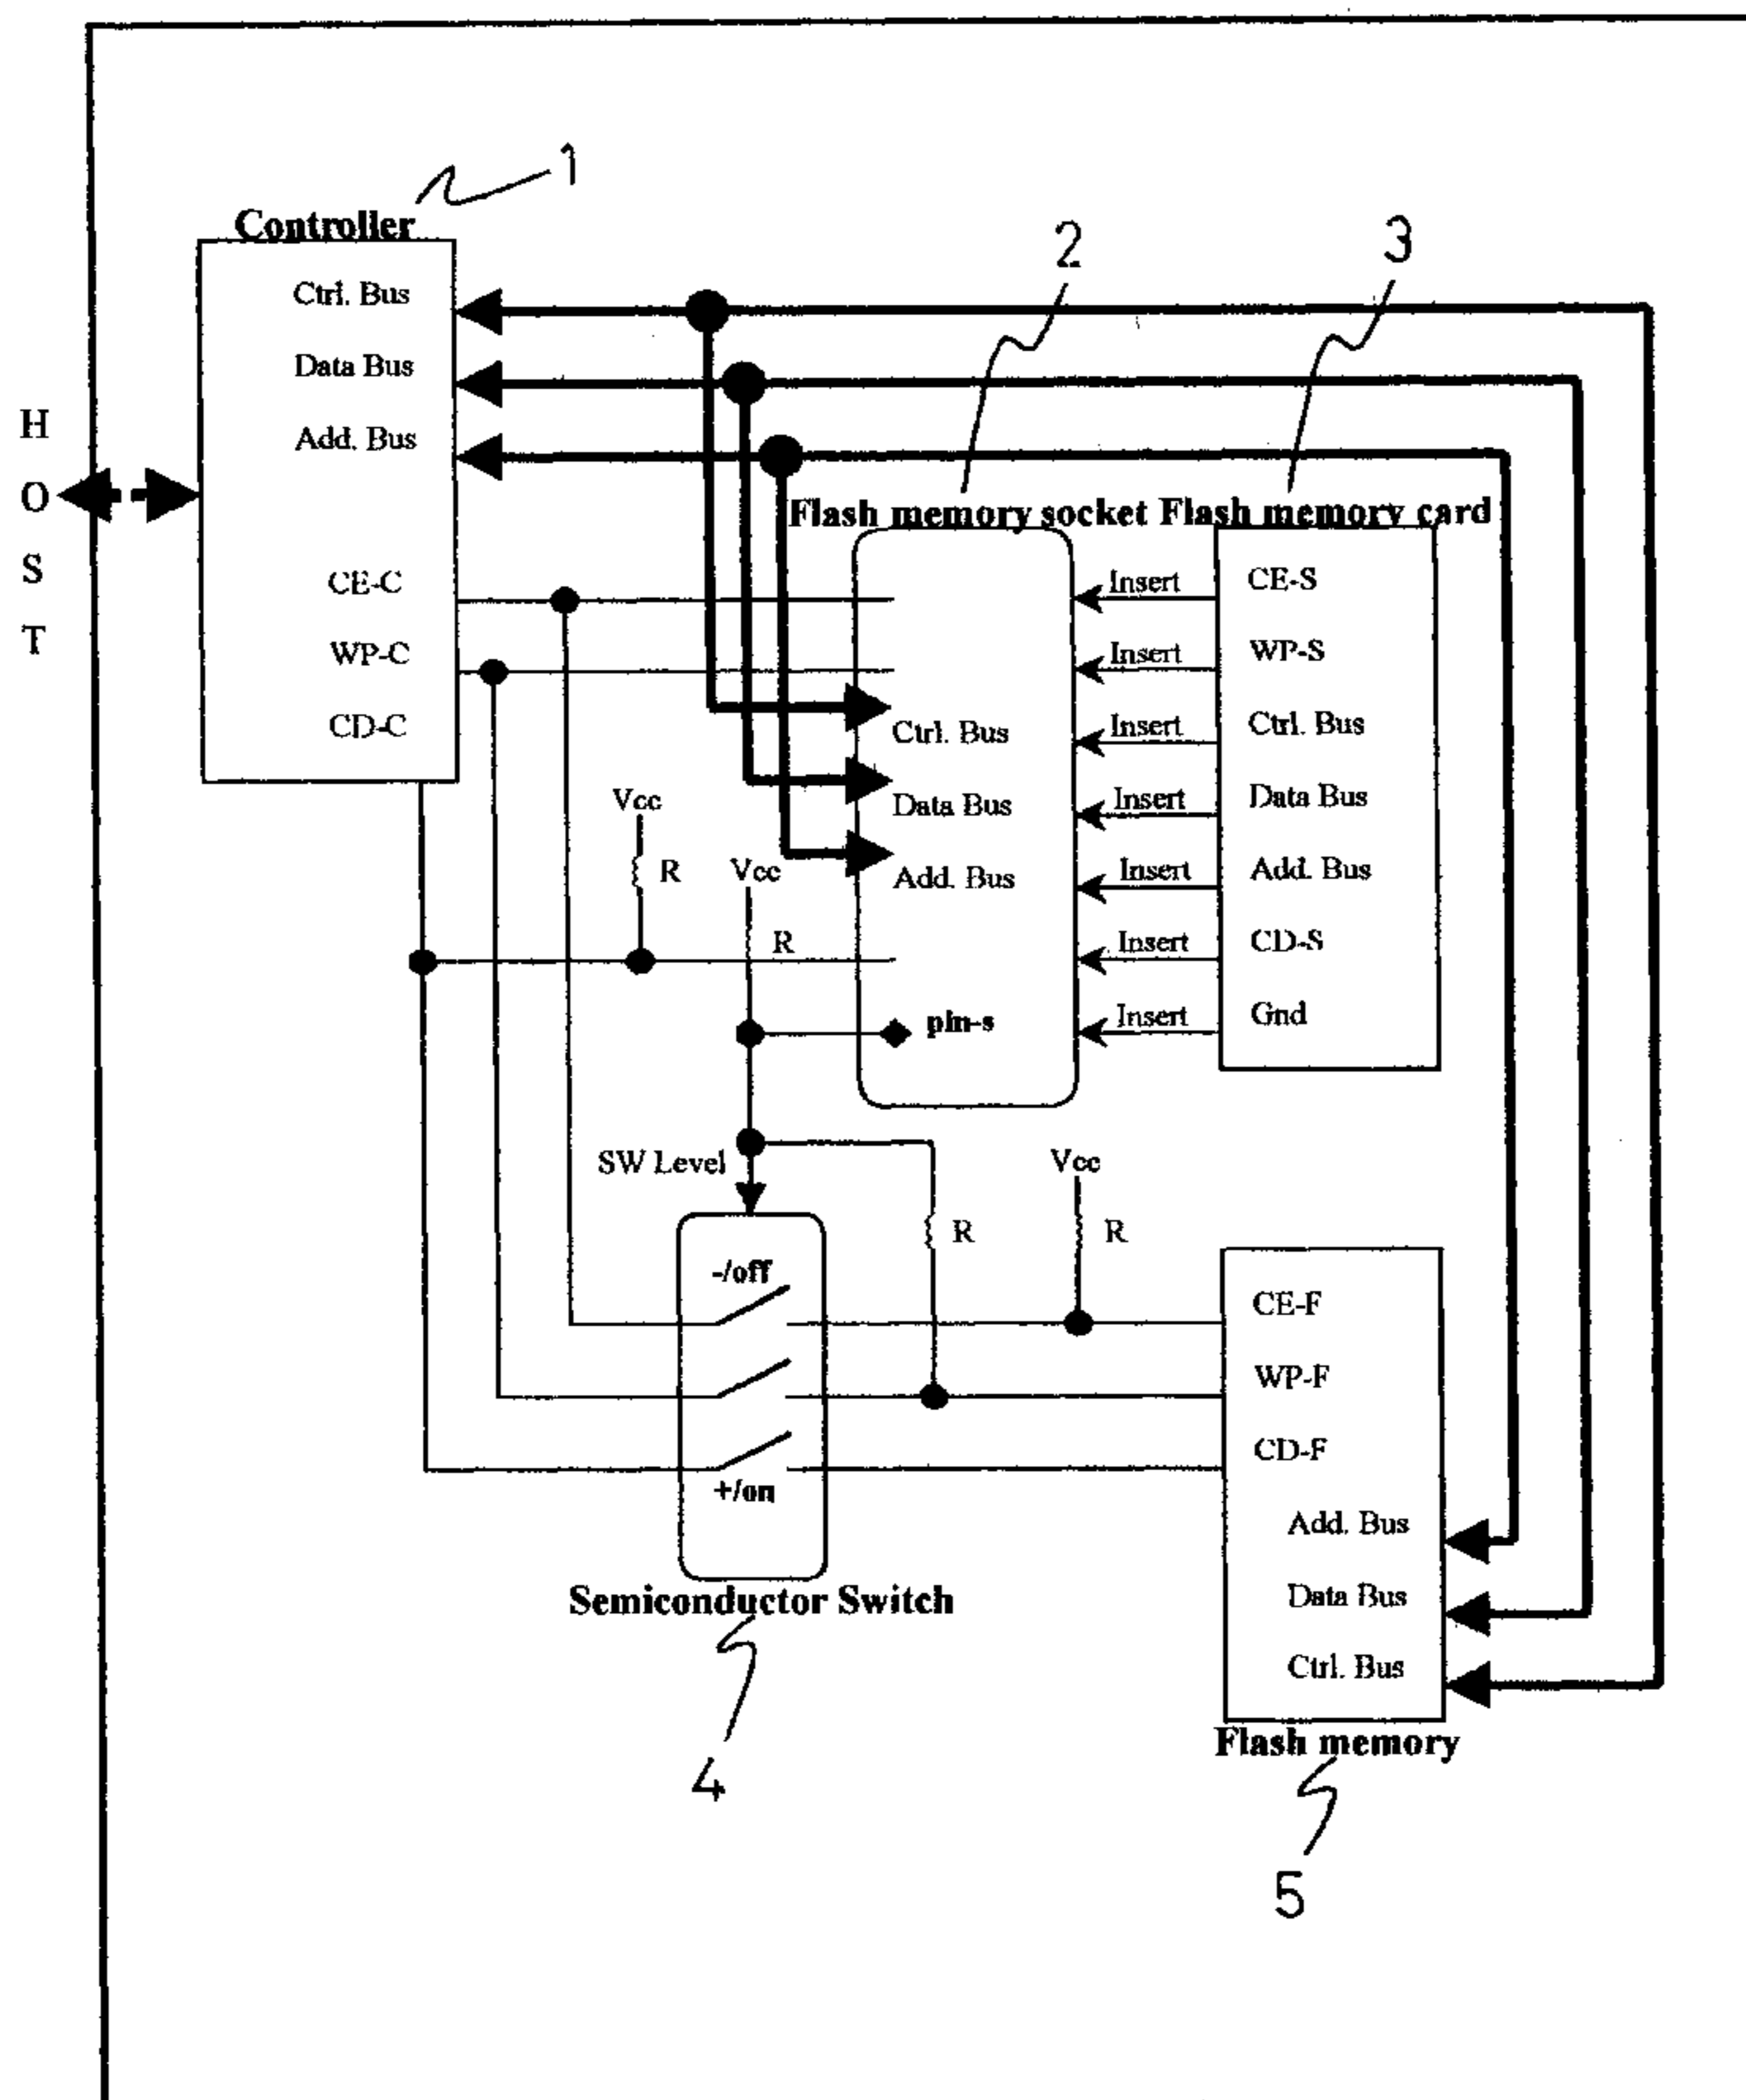 1
Controller
Ctrl. Bus
Data Bus
Add. Bus
CE-C
WP-C
CD-C
HOST
2
3
Flash memory socket
Flash memory card
Ctrl. Bus
Data Bus
Add. Bus
pin-s
Insert
Insert
Insert
Insert
Insert
Insert
Insert
CE-S
WP-S
Ctrl. Bus
Data Bus
Add. Bus
CD-S
Gnd
Vcc
R
Vcc
R
SW Level
R
Vcc
R
-/off
+/on
Semiconductor Switch
4
CE-F
WP-F
CD-F
Add. Bus
Data Bus
Ctrl. Bus
Flash memory
5